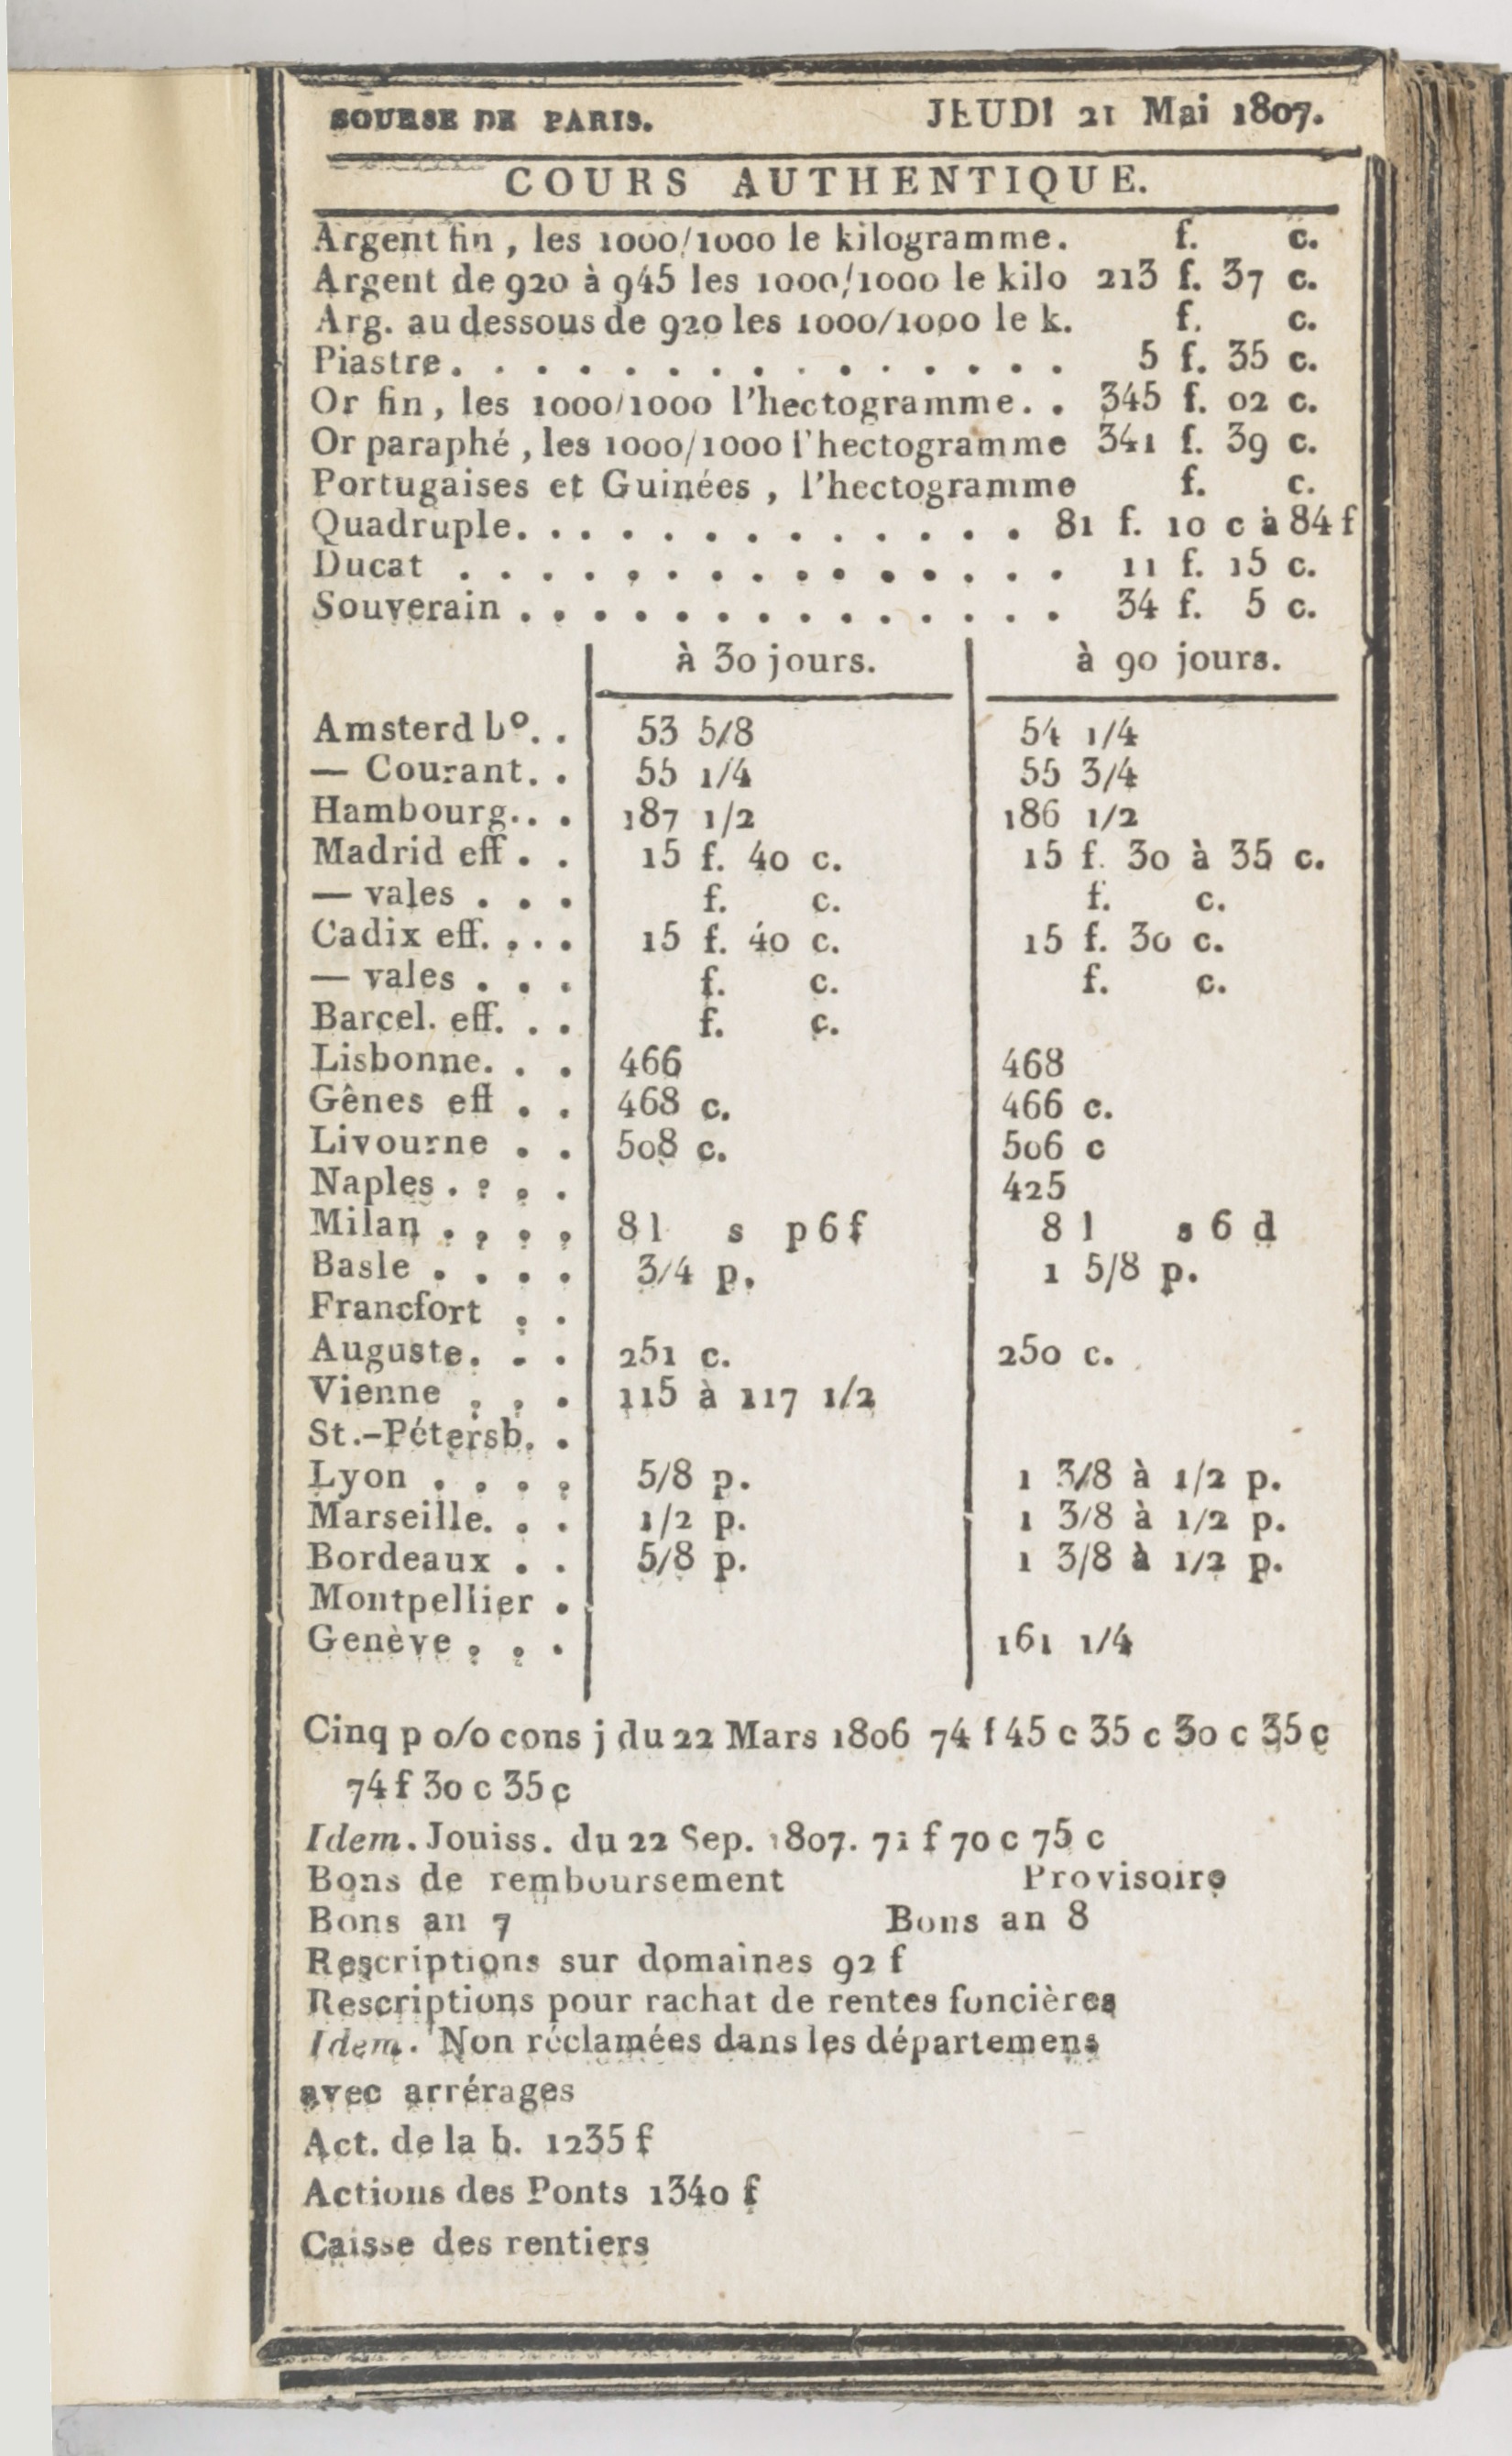 BOURSE DE PARIS. JEUDI 21 Mai 1807.
COURS AUTHENTIQUE.
Argent fin, les 1000/1000 le kilogramme. f. c.
Argent de 920 à 945 les 1000/1000 le kilo 213 f. 37 c.
Arg. au dessous de 920 les 1000/1000 le k. f. c.
Piastre. . . . . . . . . . . . . . . 5 f. 35 c.
Or fin, les 1000/1000 l'hectogramme. . 345 f. 02 c.
Or paraphé, les 1000/1000 l'hectogramme 341 f. 39 c.
Portugaises et Guinées, l'hectogramme f. c.
Quadruple. . . . . . . . . . . . . 81 f. 10 c à 84 f
Ducat . . . . . . . . . . . . . . . 11 f. 15 c.
Souverain . . . . . . . . . . . . . 34 f. 5 c.
à 30 jours. à 90 jours.
Amsterd bº. . 53 5/8 54 1/4
— Courant. . 55 1/4 55 3/4
Hambourg.. . 187 1/2 186 1/2
Madrid eff . . 15 f. 40 c. 15 f. 30 à 35 c.
— vales . . . f. c. f. c.
Cadix eff. . . . 15 f. 40 c. 15 f. 30 c.
— vales . . . f. c. f. c.
Barcel. eff. . . f. c.
Lisbonne. . . 466 468
Gênes eff . . 468 c. 466 c.
Livourne . . 508 c. 506 c
Naples . . . . 425
Milan . . . . 8 l s p 6 f 8 l s 6 d
Basle . . . . 3/4 p. 1 5/8 p.
Francfort . .
Auguste. . . 251 c. 250 c.
Vienne . . . 115 à 117 1/2
St.-Pétersb. .
Lyon . . . . 5/8 p. 1 3/8 à 1/2 p.
Marseille. . . 1/2 p. 1 3/8 à 1/2 p.
Bordeaux . . 5/8 p. 1 3/8 à 1/2 p.
Montpellier .
Genève . . . 161 1/4
Cinq p o/o cons j du 22 Mars 1806 74 f 45 c 35 c 30 c 35 c
74 f 30 c 35 c
Idem. Jouiss. du 22 Sep. 1807. 71 f 70 c 75 c
Bons de remboursement Provisoire
Bons an 7 Bons an 8
Rescriptions sur domaines 92 f
Rescriptions pour rachat de rentes foncières
Idem. Non réclamées dans les départemens
avec arrérages
Act. de la b. 1235 f
Actions des Ponts 1340 f
Caisse des rentiers